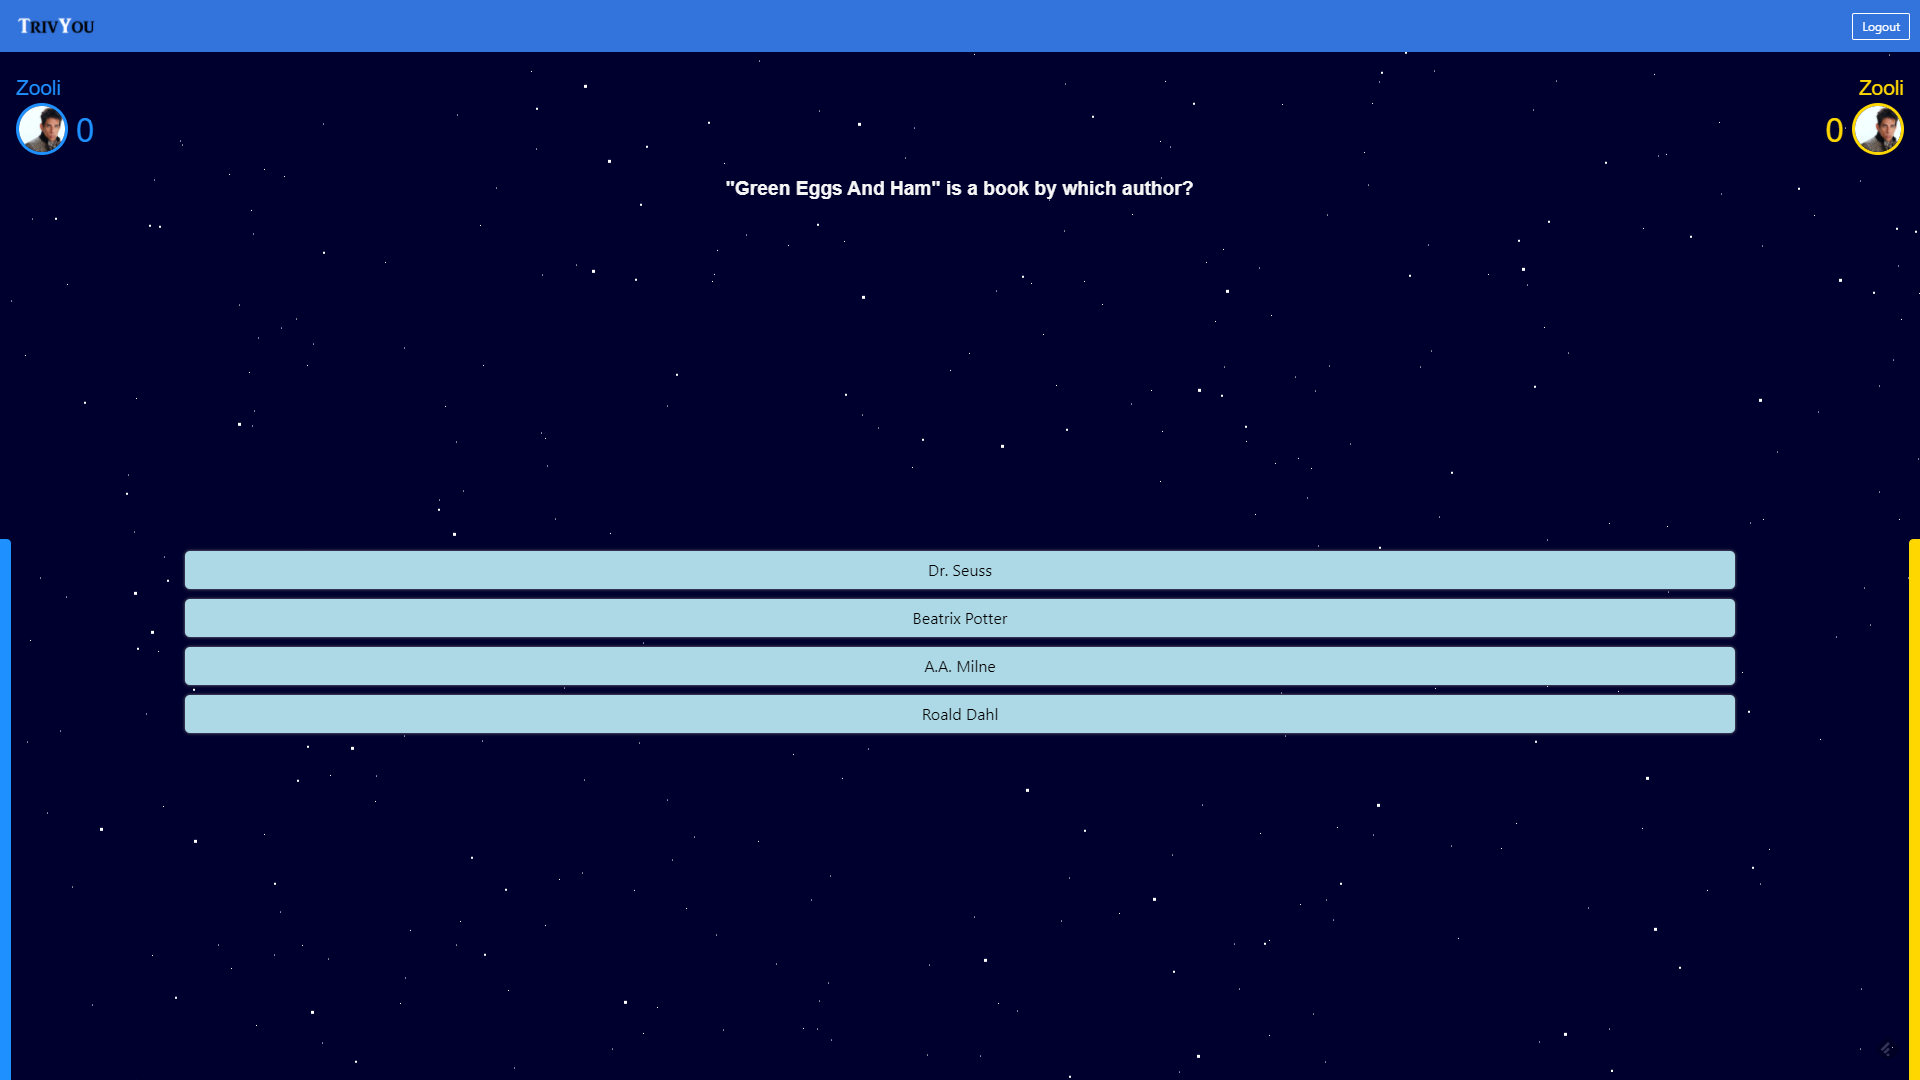 TrivYou
Logout
Zooli
0
Zooli
0
"Green Eggs And Ham" is a book by which author?
Dr. Seuss
Beatrix Potter
A.A. Milne
Roald Dahl